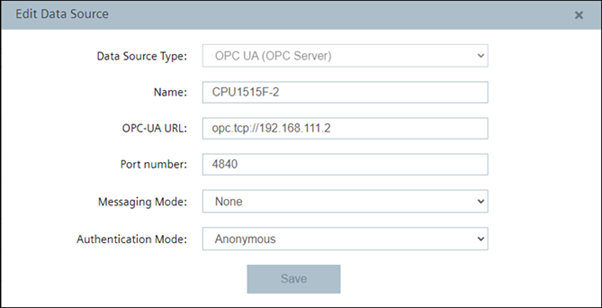 Edit Data Source ×
Data Source Type: OPC UA (OPC Server)
Name: CPU1515F-2
OPC-UA URL: opc.tcp://192.168.111.2
Port number: 4840
Messaging Mode: None
Authentication Mode: Anonymous
Save